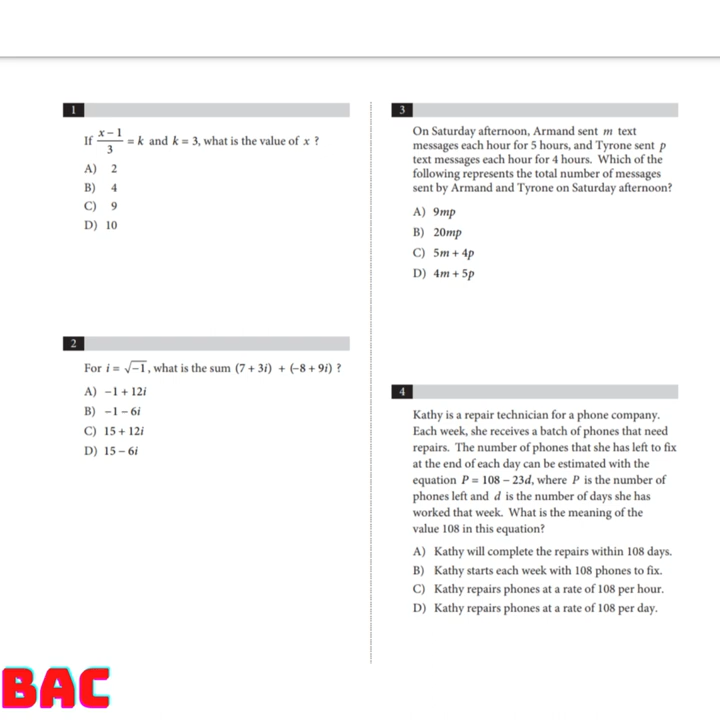 1
If x – 1 / 3 = k and k = 3, what is the value of x ?
A) 2
B) 4
C) 9
D) 10
2
For i = √–1, what is the sum (7 + 3i) + (–8 + 9i) ?
A) –1 + 12i
B) –1 – 6i
C) 15 + 12i
D) 15 – 6i
3
On Saturday afternoon, Armand sent m text
messages each hour for 5 hours, and Tyrone sent p
text messages each hour for 4 hours. Which of the
following represents the total number of messages
sent by Armand and Tyrone on Saturday afternoon?
A) 9mp
B) 20mp
C) 5m + 4p
D) 4m + 5p
4
Kathy is a repair technician for a phone company.
Each week, she receives a batch of phones that need
repairs. The number of phones that she has left to fix
at the end of each day can be estimated with the
equation P = 108 – 23d, where P is the number of
phones left and d is the number of days she has
worked that week. What is the meaning of the
value 108 in this equation?
A) Kathy will complete the repairs within 108 days.
B) Kathy starts each week with 108 phones to fix.
C) Kathy repairs phones at a rate of 108 per hour.
D) Kathy repairs phones at a rate of 108 per day.
BAC